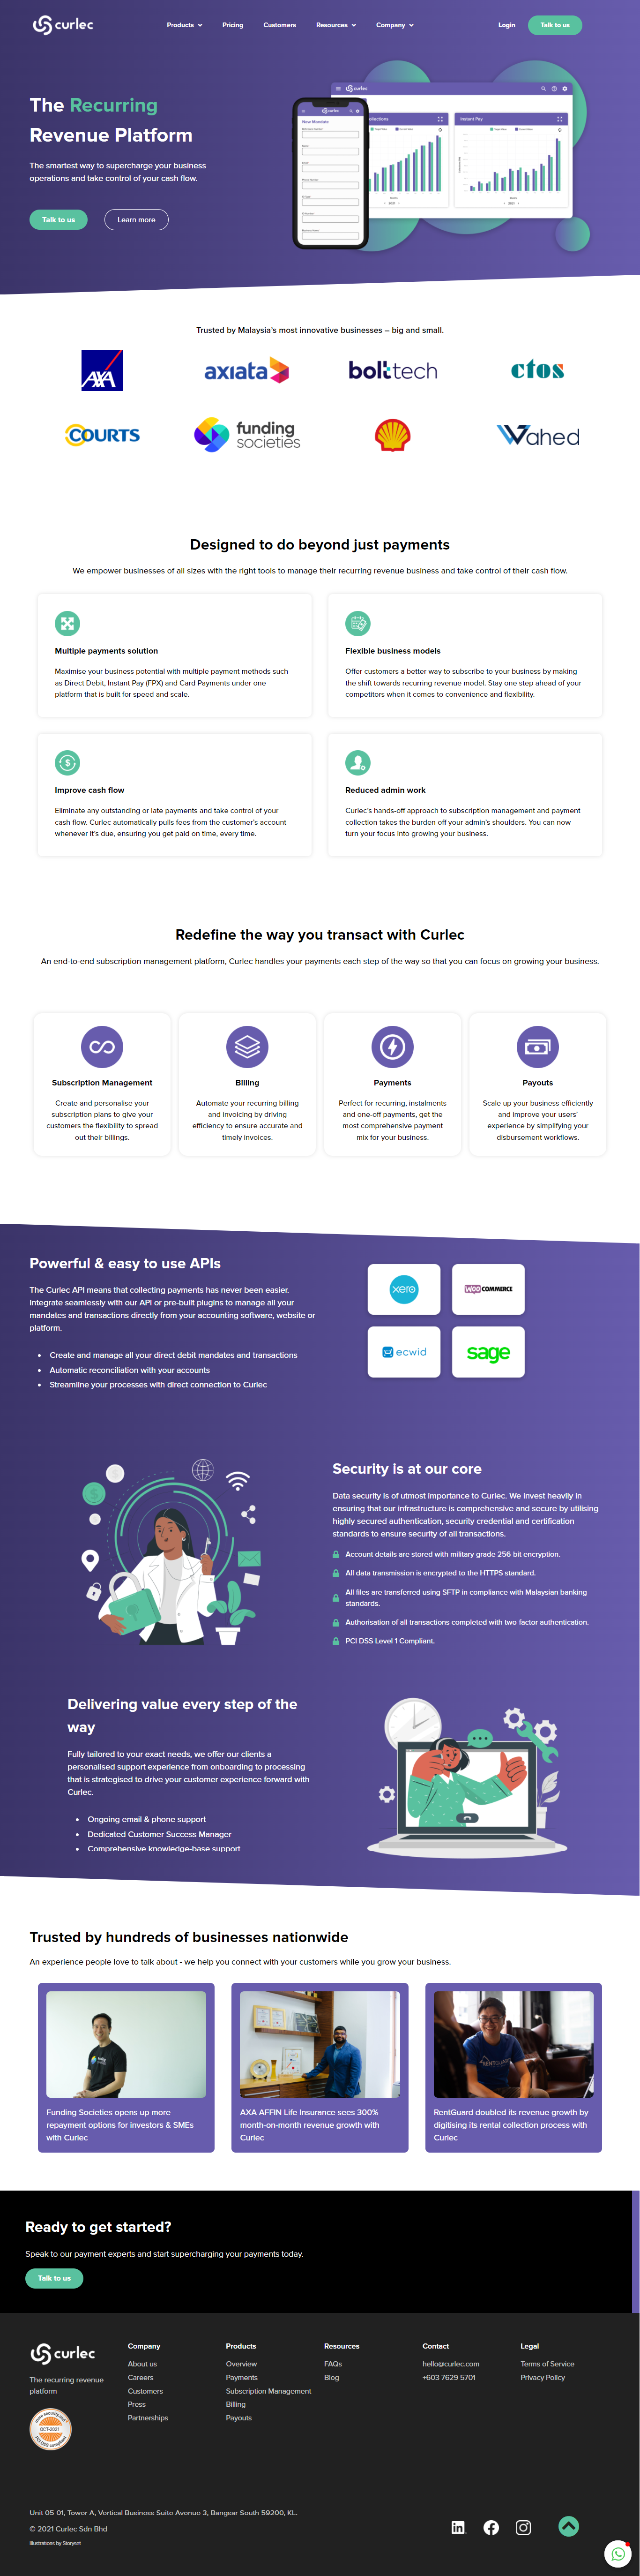 curlec
Products
Pricing
Customers
Resources
Company
Login
Talk to us
The Recurring
Revenue Platform
The smartest way to supercharge your business
operations and take control of your cash flow.
Talk to us
Learn more
curlec
New Mandate
curlec
Collections
Instant Pay
Trusted by Malaysia's most innovative businesses – big and small.
AXA
axiata
bolttech
ctos
COURTS
funding
societies
Wahed
Designed to do beyond just payments
We empower businesses of all sizes with the right tools to manage their recurring revenue business and take control of their cash flow.
Multiple payments solution
Maximise your business potential with multiple payment methods such
as Direct Debit, Instant Pay (FPX) and Card Payments under one
platform that is built for speed and scale.
Flexible business models
Offer customers a better way to subscribe to your business by making
the shift towards recurring revenue model. Stay one step ahead of your
competitors when it comes to convenience and flexibility.
Improve cash flow
Eliminate any outstanding or late payments and take control of your
cash flow. Curlec automatically pulls fees from the customer's account
whenever it's due, ensuring you get paid on time, every time.
Reduced admin work
Curlec's hands-off approach to subscription management and payment
collection takes the burden off your admin's shoulders. You can now
turn your focus into growing your business.
Redefine the way you transact with Curlec
An end-to-end subscription management platform, Curlec handles your payments each step of the way so that you can focus on growing your business.
Subscription Management
Create and personalise your
subscription plans to give your
customers the flexibility to spread
out their billings.
Billing
Automate your recurring billing
and invoicing by driving
efficiency to ensure accurate and
timely invoices.
Payments
Perfect for recurring, instalments
and one-off payments, get the
most comprehensive payment
mix for your business.
Payouts
Scale up your business efficiently
and improve your users'
experience by simplifying your
disbursement workflows.
Powerful & easy to use APIs
The Curlec API means that collecting payments has never been easier.
Integrate seamlessly with our API or pre-built plugins to manage all your
mandates and transactions directly from your accounting software, website or
platform.
• Create and manage all your direct debit mandates and transactions
• Automatic reconciliation with your accounts
• Streamline your processes with direct connection to Curlec
xero
WOO COMMERCE
ecwid
sage
Security is at our core
Data security is of utmost importance to Curlec. We invest heavily in
ensuring that our infrastructure is comprehensive and secure by utilising
highly secured authentication, security credential and certification
standards to ensure security of all transactions.
Account details are stored with military grade 256-bit encryption.
All data transmission is encrypted to the HTTPS standard.
All files are transferred using SFTP in compliance with Malaysian banking
standards.
Authorisation of all transactions completed with two-factor authentication.
PCI DSS Level 1 Compliant.
Delivering value every step of the
way
Fully tailored to your exact needs, we offer our clients a
personalised support experience from onboarding to processing
that is strategised to drive your customer experience forward with
Curlec.
• Ongoing email & phone support
• Dedicated Customer Success Manager
• Comprehensive knowledge-base support
Trusted by hundreds of businesses nationwide
An experience people love to talk about - we help you connect with your customers while you grow your business.
Funding Societies opens up more
repayment options for investors & SMEs
with Curlec
AXA AFFIN Life Insurance sees 300%
month-on-month revenue growth with
Curlec
RentGuard doubled its revenue growth by
digitising its rental collection process with
Curlec
Ready to get started?
Speak to our payment experts and start supercharging your payments today.
Talk to us
curlec
The recurring revenue
platform
OCT-2021
PCI DSS compliant
Company
About us
Careers
Customers
Press
Partnerships
Products
Overview
Payments
Subscription Management
Billing
Payouts
Resources
FAQs
Blog
Contact
hello@curlec.com
+603 7629 5701
Legal
Terms of Service
Privacy Policy
Unit 05 01, Tower A, Vertical Business Suite Avenue 3, Bangsar South 59200, KL.
© 2021 Curlec Sdn Bhd
Illustrations by Storyset